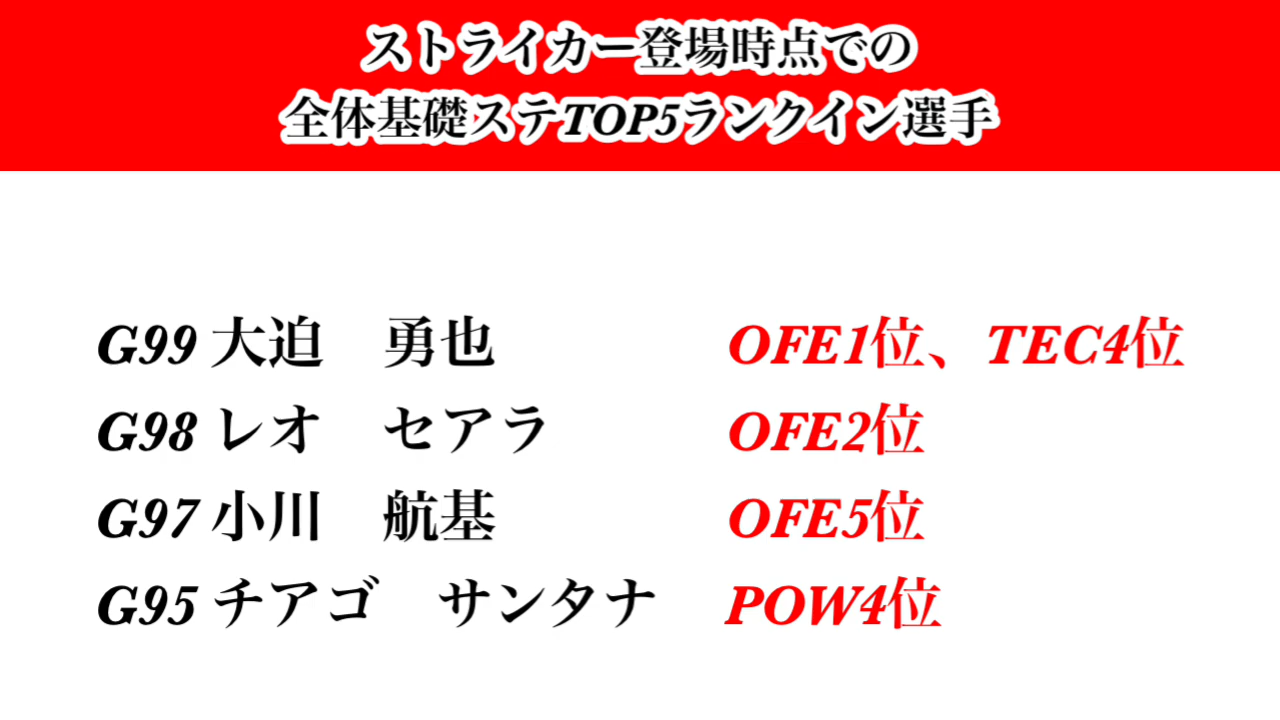 ストライカー登場時点での
全体基礎ステTOP5ランクイン選手
G99 大迫　勇也　OFE1位、TEC4位
G98 レオ　セアラ　OFE2位
G97 小川　航基　OFE5位
G95 チアゴ　サンタナ　POW4位